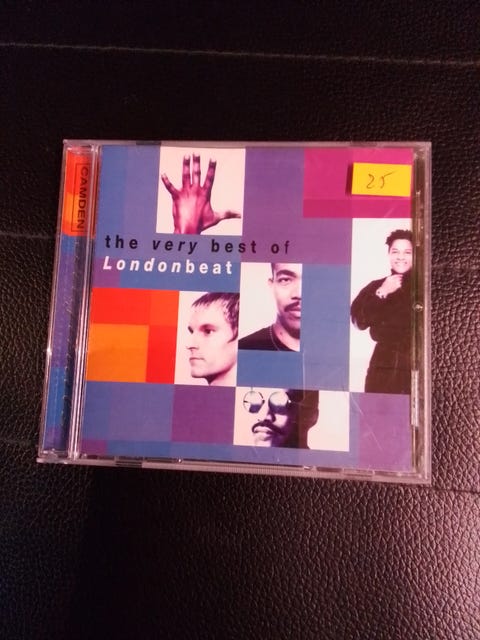 CAMDEN
25
the very best of
Londonbeat